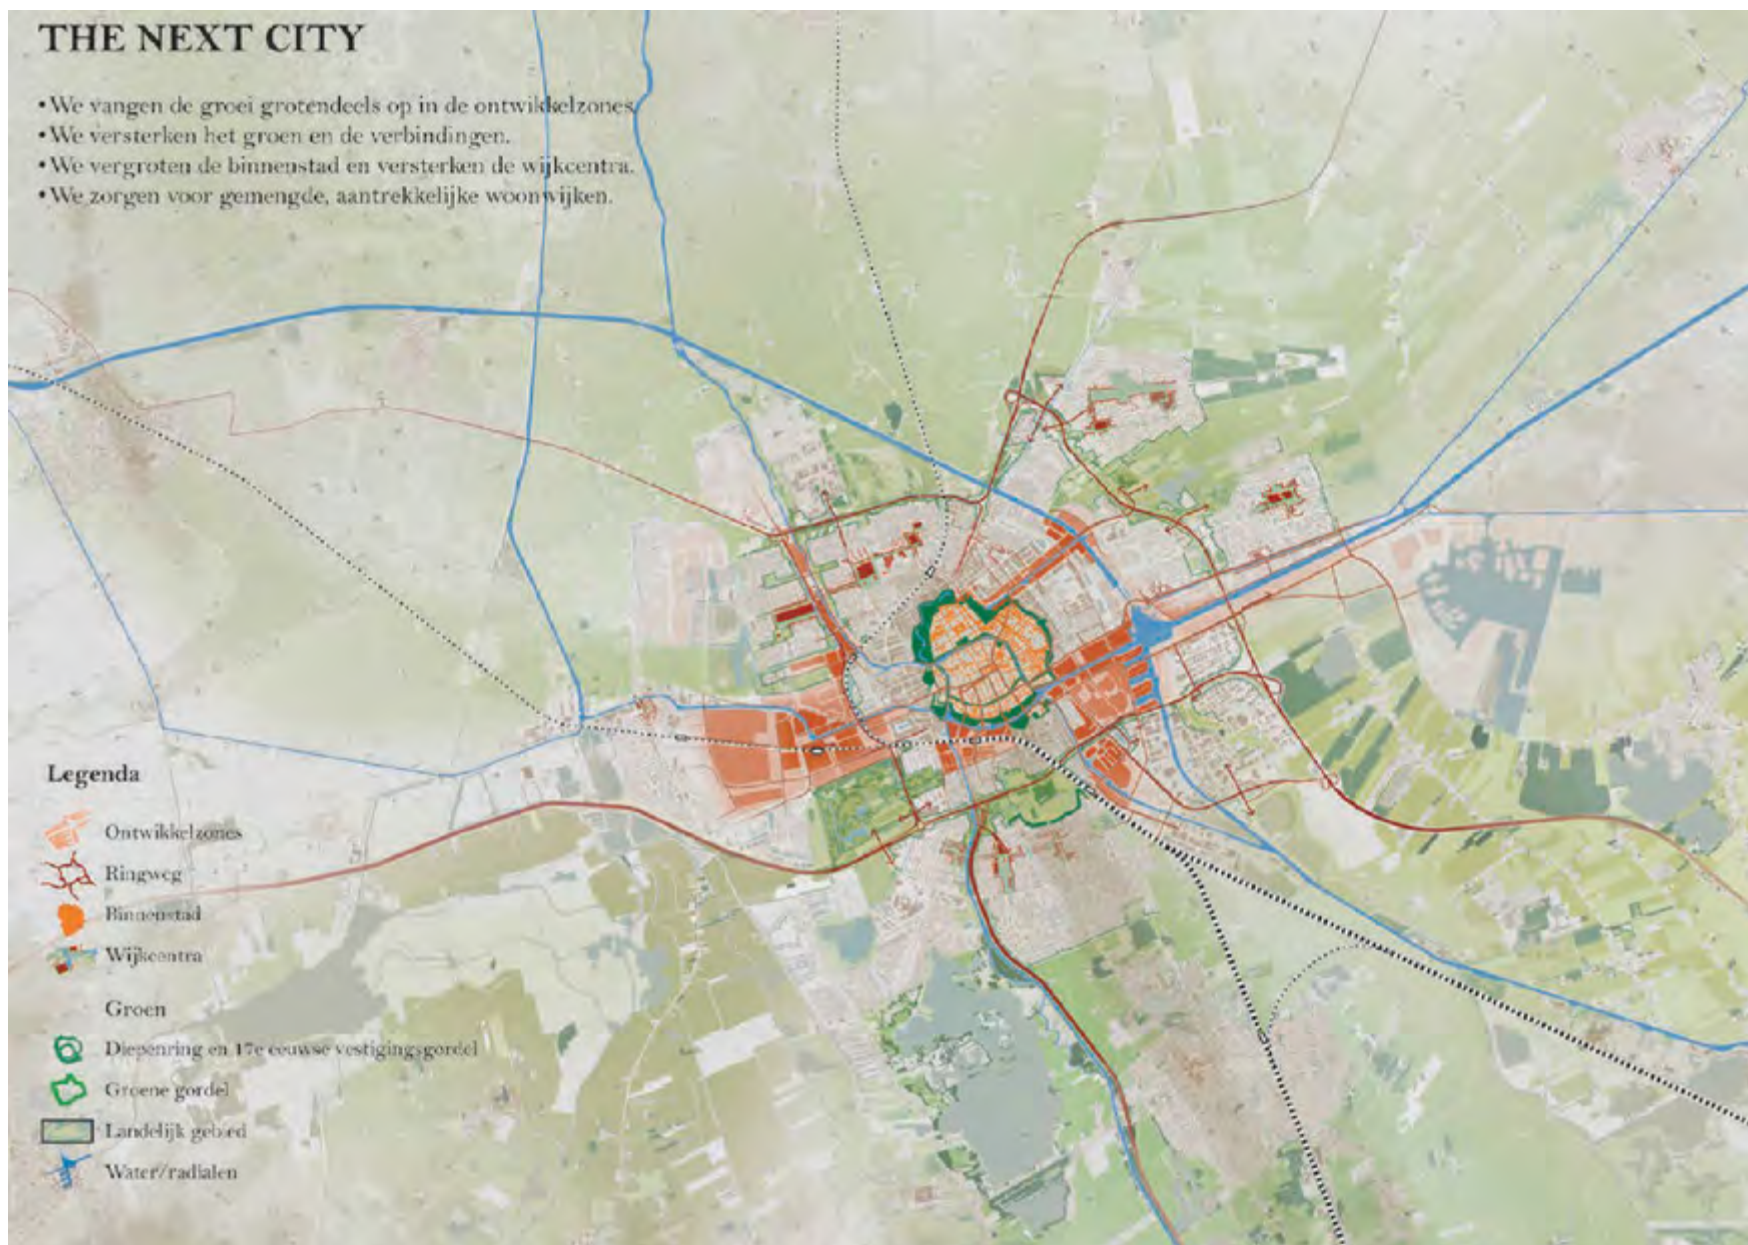 THE NEXT CITY
• We vangen de groei grotendeels op in de ontwikkelzones.
• We versterken het groen en de verbindingen.
• We vergroten de binnenstad en versterken de wijkcentra.
• We zorgen voor gemengde, aantrekkelijke woonwijken.
Legenda
Ontwikkelzones
Ringweg
Binnenstad
Wijkcentra
Groen
Diepenring en 17e eeuwse vestigingsgordel
Groene gordel
Landelijk gebied
Water/radialen